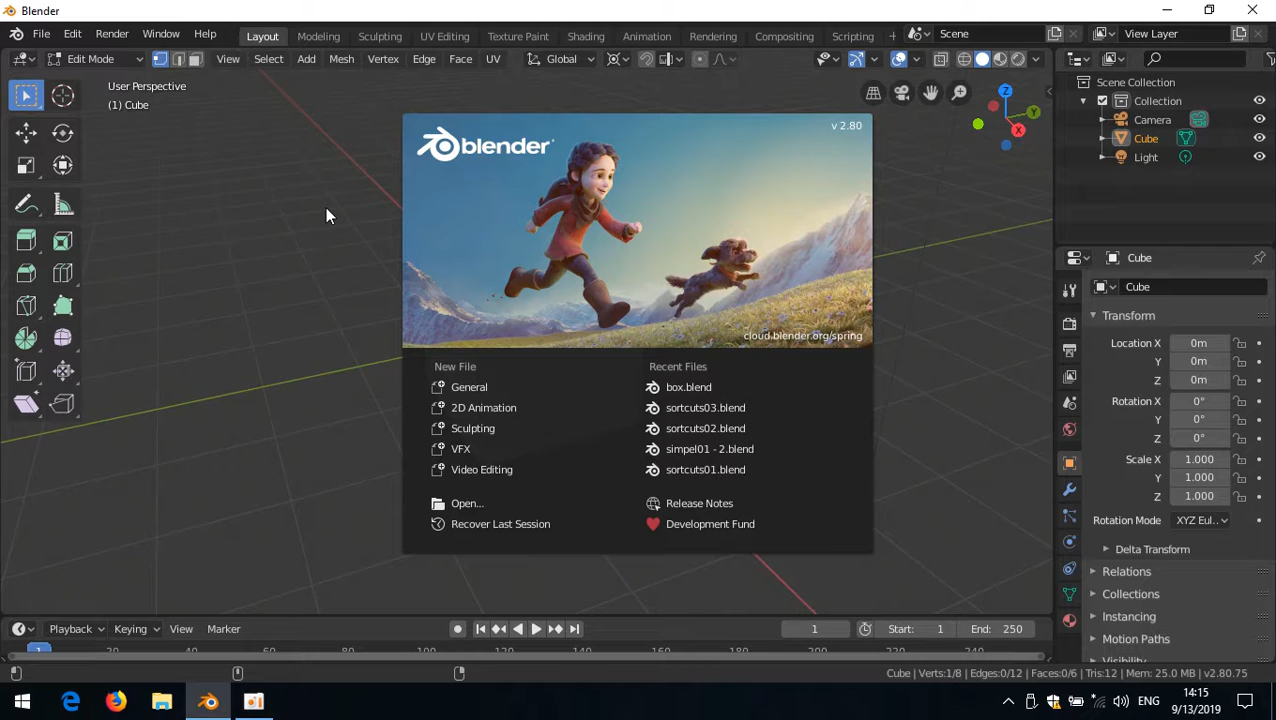 Blender
File Edit Render Window Help Layout Modeling Sculpting UV Editing Texture Paint Shading Animation Rendering Compositing Scripting + Scene View Layer
Edit Mode View Select Add Mesh Vertex Edge Face UV Global
User Perspective
(1) Cube
Z
Y
X
Scene Collection
Collection
Camera
Cube
Light
blender
v 2.80
cloud.blender.org/spring
New File
General
2D Animation
Sculpting
VFX
Video Editing
Open...
Recover Last Session
Recent Files
box.blend
sortcuts03.blend
sortcuts02.blend
simpel01 - 2.blend
sortcuts01.blend
Release Notes
Development Fund
Cube
Cube
Transform
Location X 0m
Y 0m
Z 0m
Rotation X 0°
Y 0°
Z 0°
Scale X 1.000
Y 1.000
Z 1.000
Rotation Mode XYZ Eul..
Delta Transform
Relations
Collections
Instancing
Motion Paths
Visibility
Playback Keying View Marker 1 Start: 1 End: 250
1 20 40 60 80 100 120 140 160 180 200 220 240
Cube | Verts:1/8 | Edges:0/12 | Faces:0/6 | Tris:12 | Mem: 25.0 MB | v2.80.75
ENG
14:15
9/13/2019